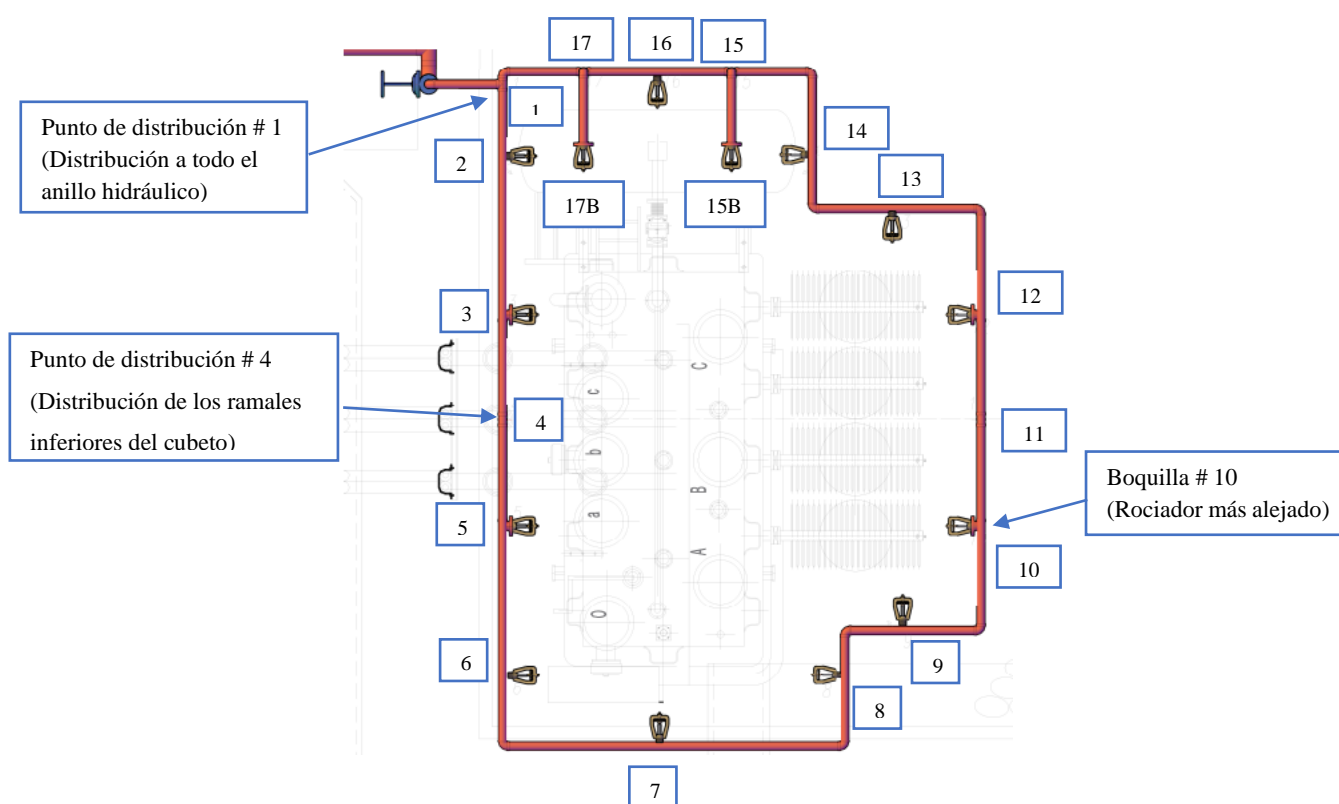 17
16
15
Punto de distribución # 1
(Distribución a todo el
anillo hidráulico)
1
14
2
13
17B
15B
3
12
Punto de distribución # 4
(Distribución de los ramales
inferiores del cubeto)
C
c
4
11
b
B
Boquilla # 10
(Rociador más alejado)
5
a
A
10
O
6
9
8
7